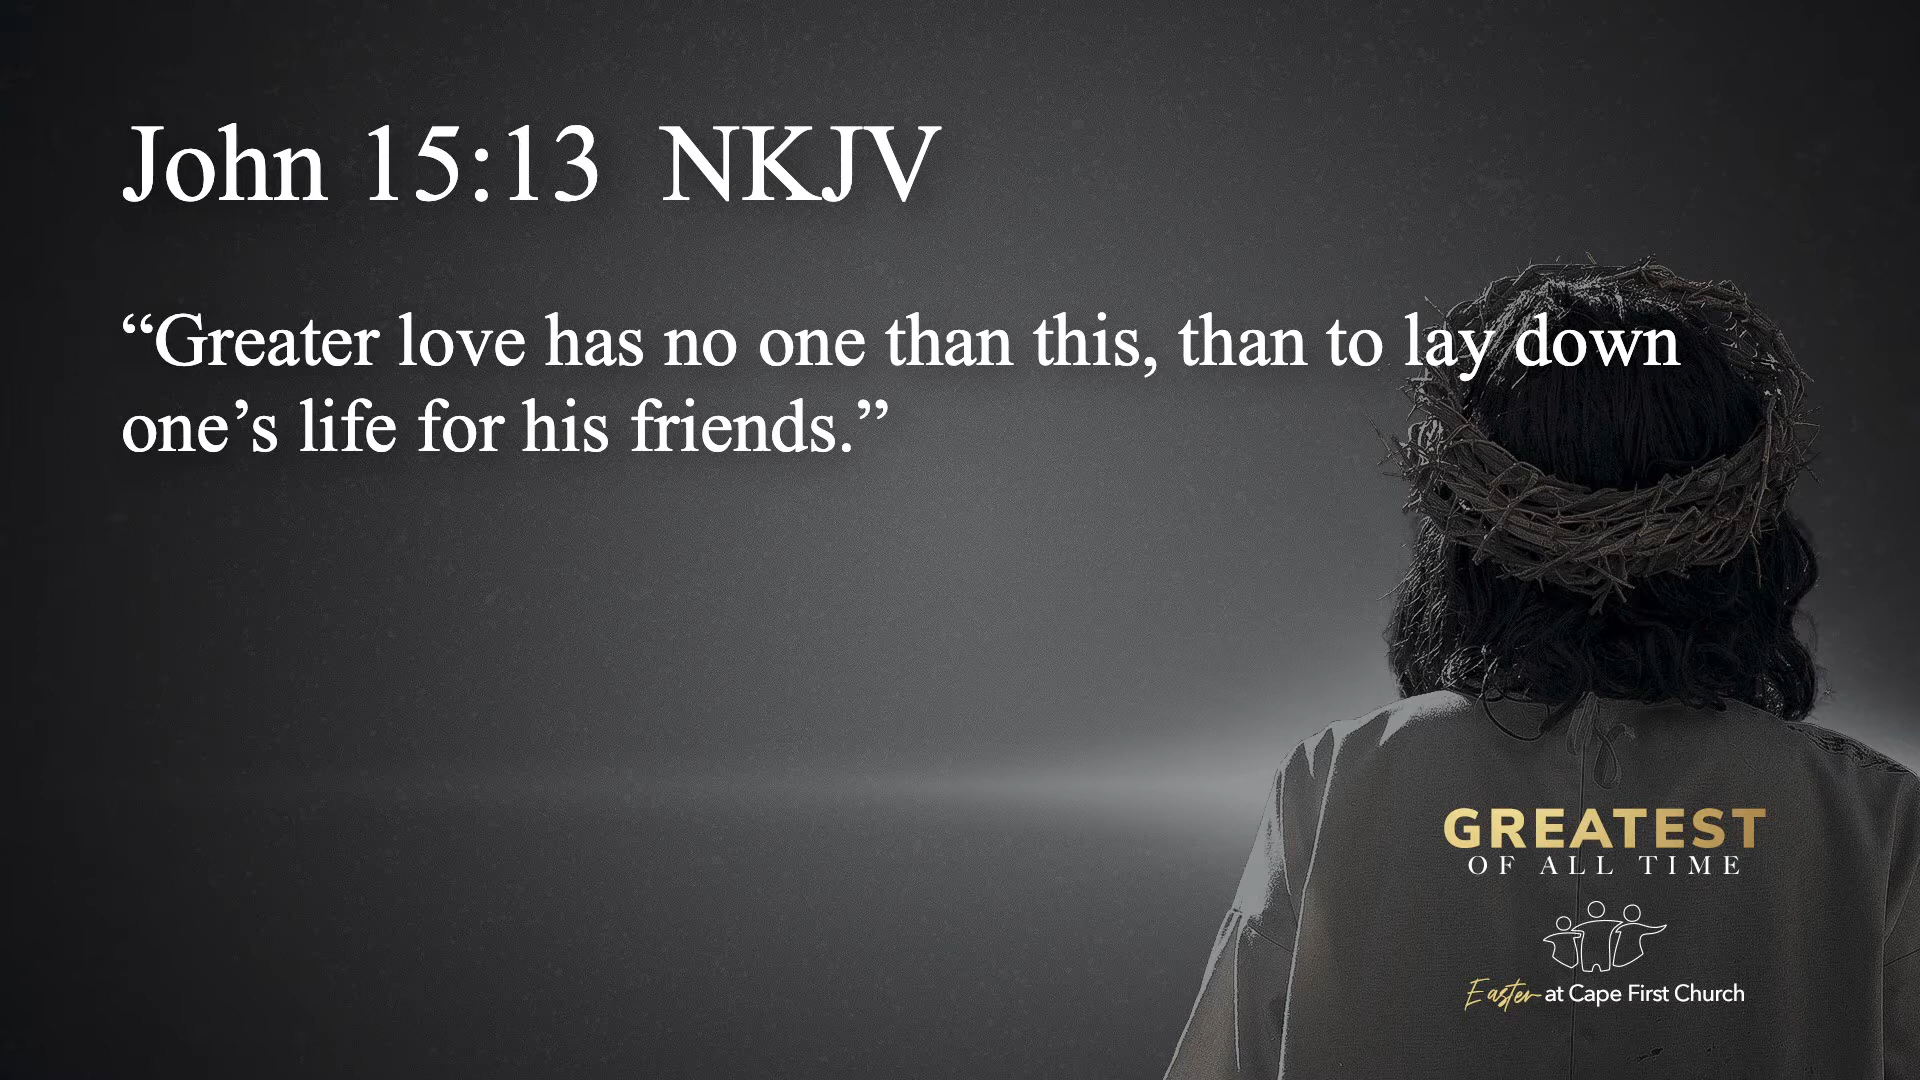 John 15:13  NKJV
“Greater love has no one than this, than to lay down
one’s life for his friends.”
GREATEST
OF ALL TIME
Easter at Cape First Church